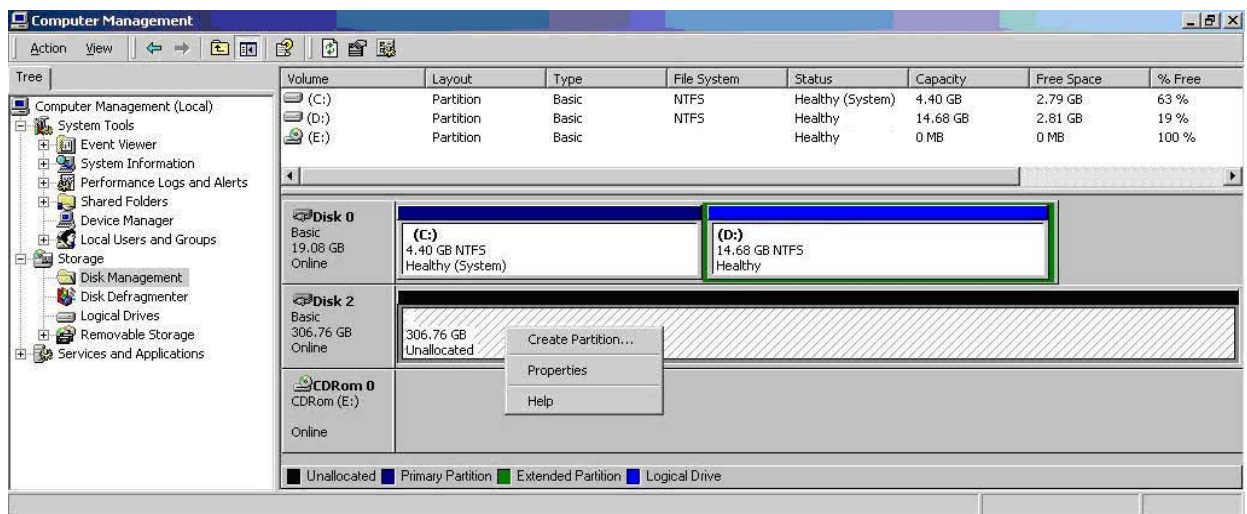 Computer Management
Action View
Tree
Computer Management (Local)
System Tools
Event Viewer
System Information
Performance Logs and Alerts
Shared Folders
Device Manager
Local Users and Groups
Storage
Disk Management
Disk Defragmenter
Logical Drives
Removable Storage
Services and Applications
Volume Layout Type File System Status Capacity Free Space % Free
(C:) Partition Basic NTFS Healthy (System) 4.40 GB 2.79 GB 63 %
(D:) Partition Basic NTFS Healthy 14.68 GB 2.81 GB 19 %
(E:) Partition Basic Healthy 0 MB 0 MB 100 %
Disk 0
Basic
19.08 GB
Online
(C:)
4.40 GB NTFS
Healthy (System)
(D:)
14.68 GB NTFS
Healthy
Disk 2
Basic
306.76 GB
Online
306.76 GB
Unallocated
Create Partition...
Properties
Help
CDRom 0
CDRom (E:)
Online
Unallocated Primary Partition Extended Partition Logical Drive